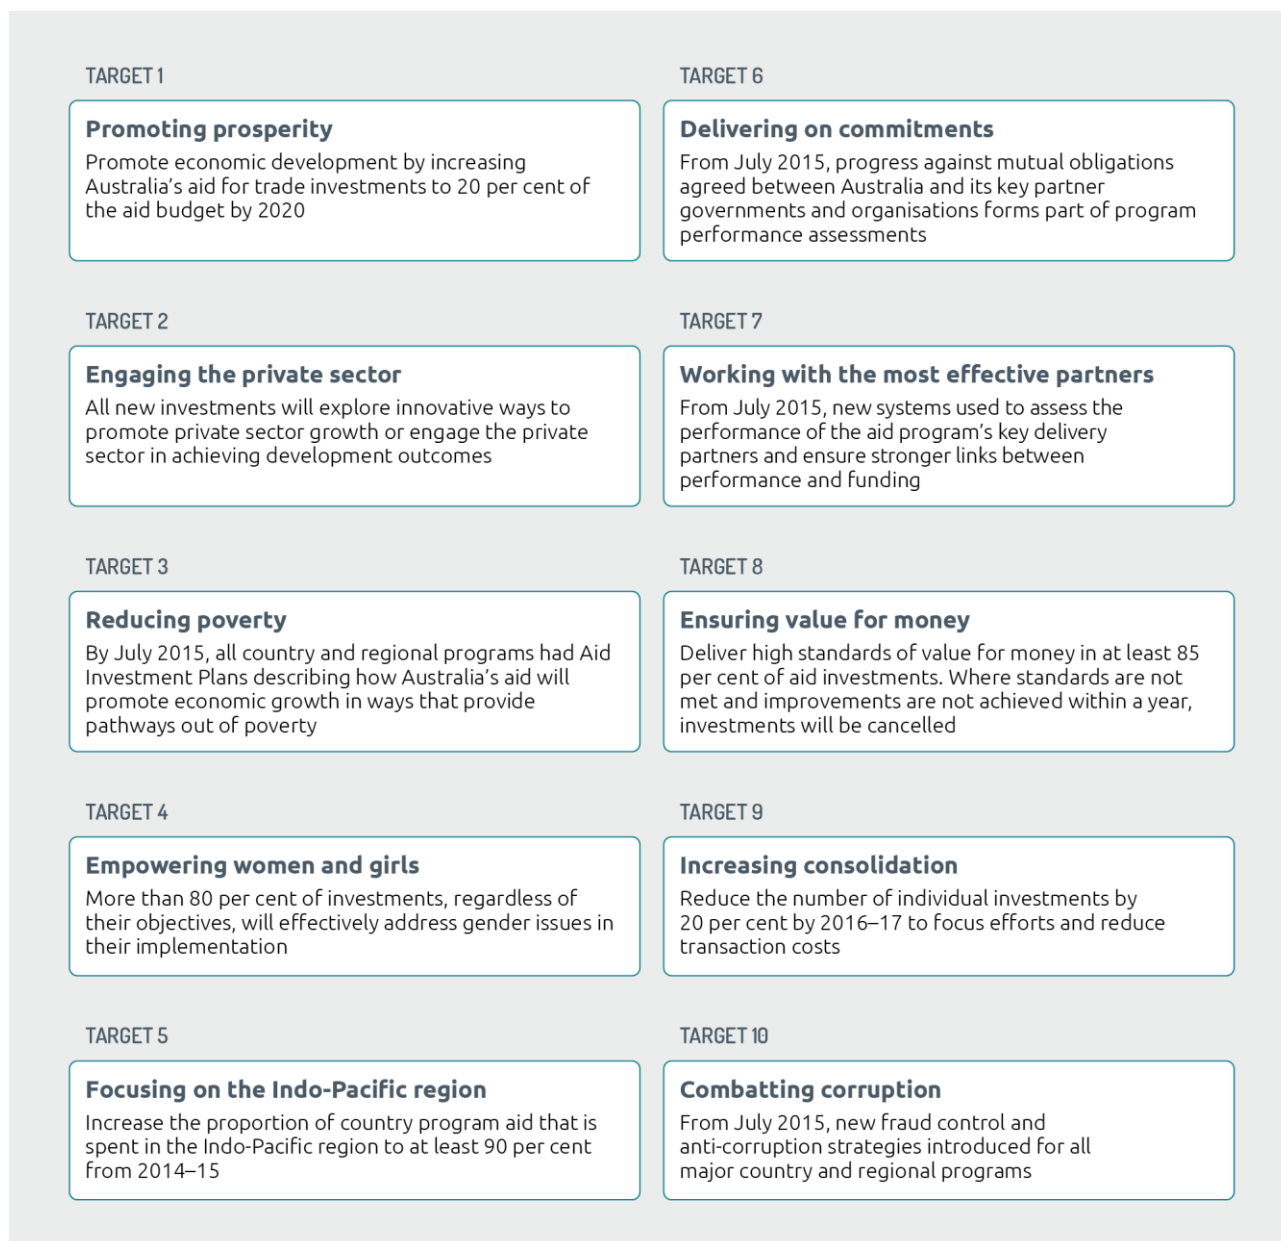 TARGET 1
Promoting prosperity
Promote economic development by increasing
Australia's aid for trade investments to 20 per cent of
the aid budget by 2020
TARGET 2
Engaging the private sector
All new investments will explore innovative ways to
promote private sector growth or engage the private
sector in achieving development outcomes
TARGET 3
Reducing poverty
By July 2015, all country and regional programs had Aid
Investment Plans describing how Australia's aid will
promote economic growth in ways that provide
pathways out of poverty
TARGET 4
Empowering women and girls
More than 80 per cent of investments, regardless of
their objectives, will effectively address gender issues in
their implementation
TARGET 5
Focusing on the Indo-Pacific region
Increase the proportion of country program aid that is
spent in the Indo-Pacific region to at least 90 per cent
from 2014–15
TARGET 6
Delivering on commitments
From July 2015, progress against mutual obligations
agreed between Australia and its key partner
governments and organisations forms part of program
performance assessments
TARGET 7
Working with the most effective partners
From July 2015, new systems used to assess the
performance of the aid program's key delivery
partners and ensure stronger links between
performance and funding
TARGET 8
Ensuring value for money
Deliver high standards of value for money in at least 85
per cent of aid investments. Where standards are not
met and improvements are not achieved within a year,
investments will be cancelled
TARGET 9
Increasing consolidation
Reduce the number of individual investments by
20 per cent by 2016–17 to focus efforts and reduce
transaction costs
TARGET 10
Combatting corruption
From July 2015, new fraud control and
anti-corruption strategies introduced for all
major country and regional programs